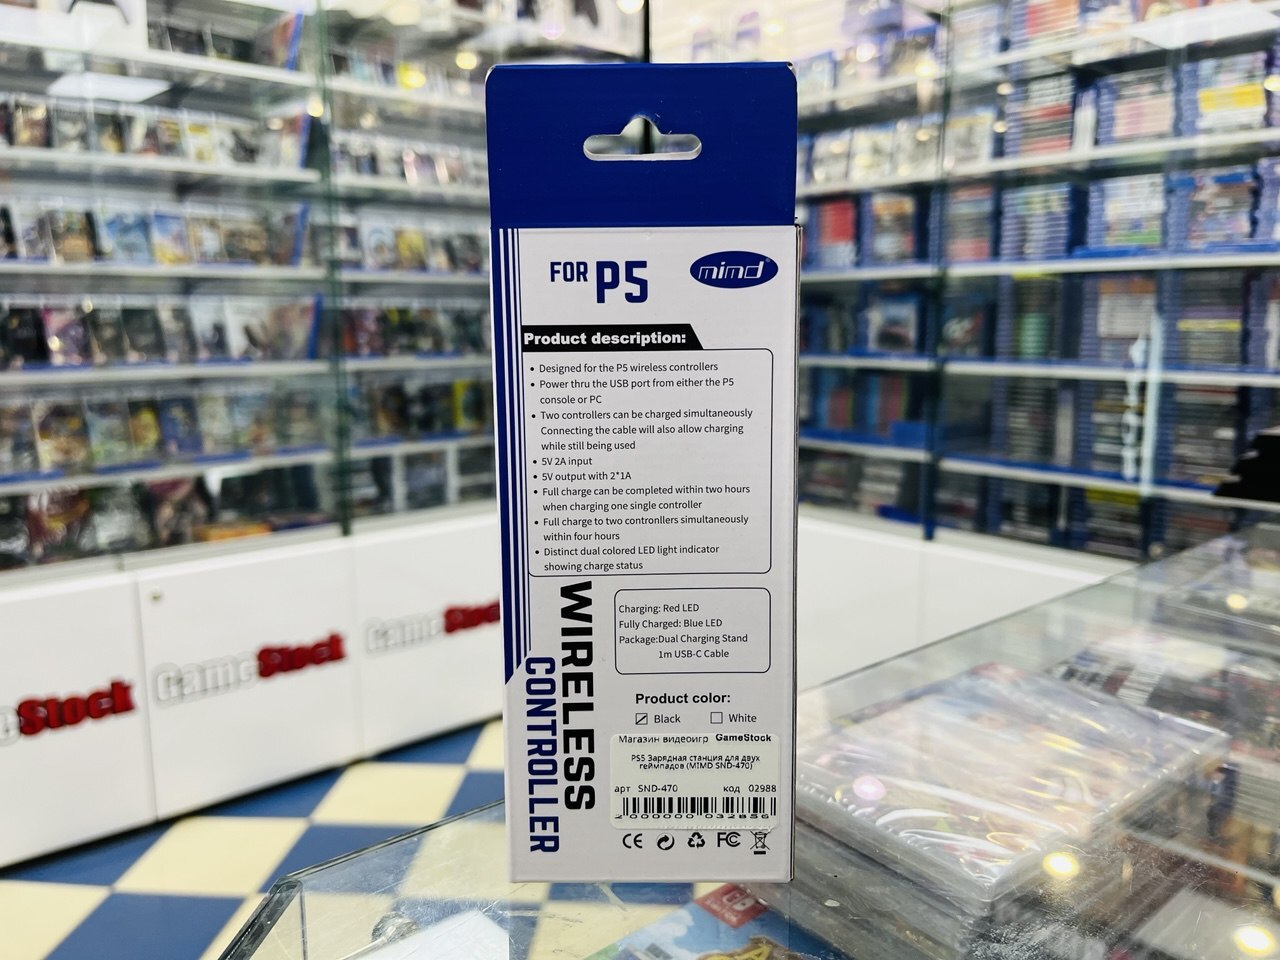 FOR P5
mimd
Product description:
• Designed for the P5 wireless controllers
• Power thru the USB port from either the P5
console or PC
• Two controllers can be charged simultaneously
Connecting the cable will also allow charging
while still being used
• 5V 2A input
• 5V output with 2*1A
• Full charge can be completed within two hours
when charging one single controller
• Full charge to two contronllers simultaneously
within four hours
• Distinct dual colored LED light indicator
showing charge status
WIRELESS
CONTROLLER
Charging: Red LED
Fully Charged: Blue LED
Package:Dual Charging Stand
1m USB-C Cable
Product color:
Black White
Магазин видеоигр GameStock
PS5 Зарядная станция для двух
геймпадов (MIMD SND-470)
арт SND-470 код 02988
2 000000 032856
CE FC
Stock
GameStock
GameStock